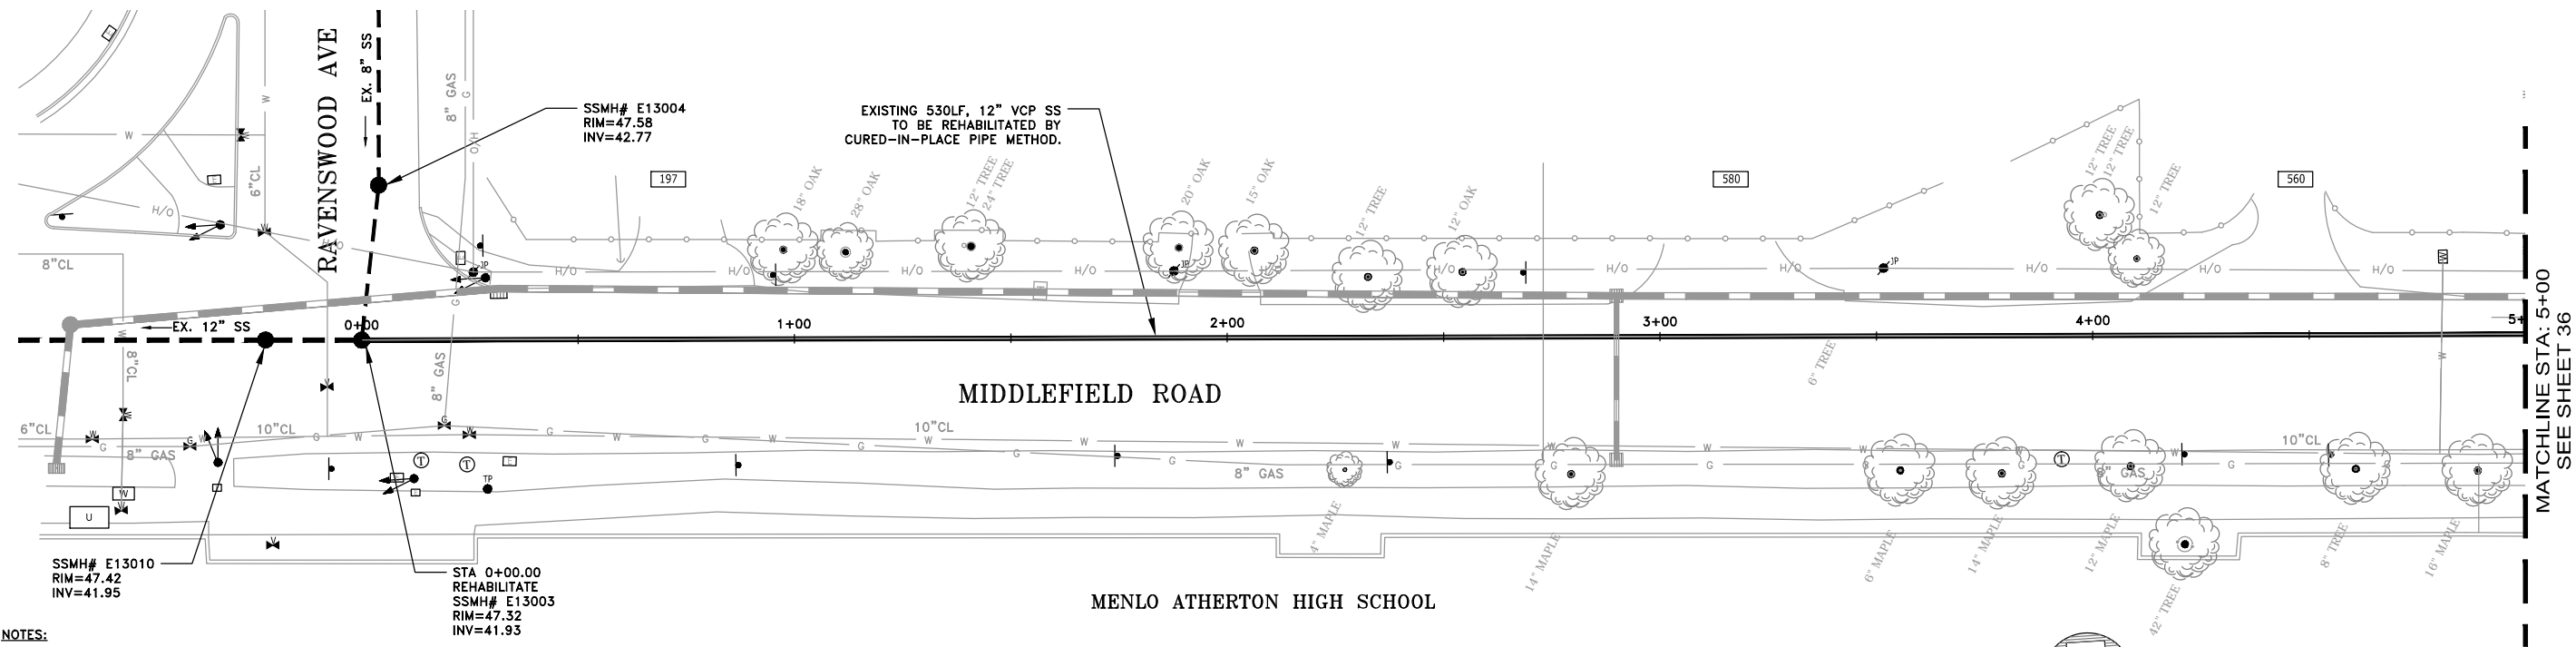 RAVENSWOOD AVE
EX. 8" SS
8" GAS
G
H/O
W
W
6"CL
W
H/O
H/O
8"CL
SSMH# E13004
RIM=47.58
INV=42.77
EXISTING 530LF, 12" VCP SS
TO BE REHABILITATED BY
CURED-IN-PLACE PIPE METHOD.
197
580
560
18" OAK
28" OAK
12" TREE
24" TREE
20" OAK
15" OAK
12" TREE
12" OAK
12" TREE
12" TREE
12" TREE
JP
H/O
H/O
H/O
H/O
JP
H/O
H/O
H/O
H/O
JP
H/O
H/O
H/O
W
EX. 12" SS
0+00
1+00
2+00
3+00
4+00
5+
MATCHLINE STA: 5+00
SEE SHEET 36
8"CL
W
8" GAS
G
MIDDLEFIELD ROAD
6" TREE
W
6"CL
10"CL
10"CL
10"CL
W
G
G
W
G
W
G
W
G
W
G
W
G
W
G
W
G
W
G
W
W
G
W
G
8" GAS
8" GAS
8" GAS
T
T
T
TP
W
U
4" MAPLE
14" MAPLE
6" MAPLE
14" MAPLE
12" MAPLE
42" TREE
8" TREE
16" MAPLE
SSMH# E13010
RIM=47.42
INV=41.95
STA 0+00.00
REHABILITATE
SSMH# E13003
RIM=47.32
INV=41.93
MENLO ATHERTON HIGH SCHOOL
NOTES: